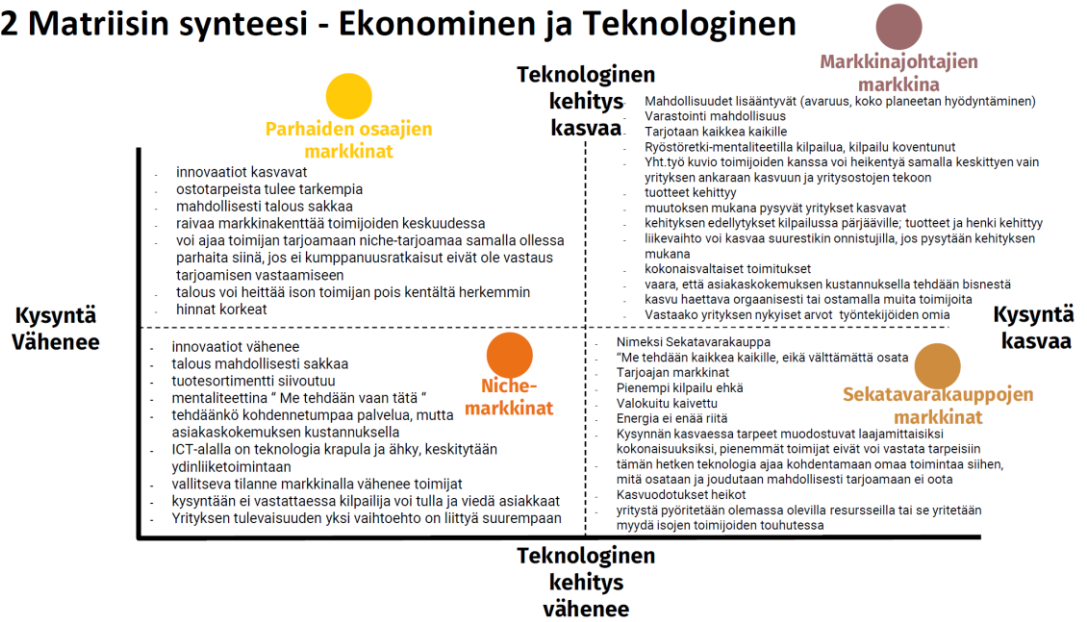 2 Matriisin synteesi - Ekonominen ja Teknologinen
Teknologinen
kehitys
kasvaa
Markkinajohtajien
markkina
Parhaiden osaajien
markkinat
- innovaatiot kasvavat
- ostotarpeista tulee tarkempia
- mahdollisesti talous sakkaa
- raivaa markkinakenttää toimijoiden keskuudessa
- voi ajaa toimijan tarjoamaan niche-tarjoamaa samalla ollessa
parhaita siinä, jos ei kumppanuusratkaisut eivät ole vastaus
tarjoamisen vastaamiseen
- talous voi heittää ison toimijan pois kentältä herkemmin
- hinnat korkeat
- Mahdollisuudet lisääntyvät (avaruus, koko planeetan hyödyntäminen)
- Varastointi mahdollisuus
- Tarjotaan kaikkea kaikille
- Ryöstöretki-mentaliteetilla kilpailua, kilpailu koventunut
- Yht.työ kuvio toimijoiden kanssa voi heikentyä samalla keskittyen vain
yrityksen ankaraan kasvuun ja yritysostojen tekoon
- tuotteet kehittyy
- muutoksen mukana pysyvät yritykset kasvavat
- kehityksen edellytykset kilpailussa pärjääville; tuotteet ja henki kehittyy
- liikevaihto voi kasvaa suurestikin onnistujilla, jos pysytään kehityksen
mukana
- kokonaisvaltaiset toimitukset
- vaara, että asiakaskokemuksen kustannuksella tehdään bisnestä
- kasvu haettava orgaanisesti tai ostamalla muita toimijoita
- Vastaako yrityksen nykyiset arvot työntekijöiden omia
Kysyntä
Vähenee
Kysyntä
kasvaa
- innovaatiot vähenee
- talous mahdollisesti sakkaa
- tuotesortimentti siivoutuu
- mentaliteettina “ Me tehdään vaan tätä ”
- tehdäänkö kohdennetumpaa palvelua, mutta
asiakaskokemuksen kustannuksella
- ICT-alalla on teknologia krapula ja ähky, keskitytään
ydinliiketoimintaan
- vallitseva tilanne markkinalla vähenee toimijat
- kysyntään ei vastattaessa kilpailija voi tulla ja viedä asiakkaat
- Yrityksen tulevaisuuden yksi vaihtoehto on liittyä suurempaan
Niche-
markkinat
- Nimeksi Sekatavarakauppa
- “Me tehdään kaikkea kaikille, eikä välttämättä osata
- Tarjoajan markkinat
- Pienempi kilpailu ehkä
- Valokuitu kaivettu
- Energia ei enää riitä
- Kysynnän kasvaessa tarpeet muodostuvat laajamittaisiksi
kokonaisuuksiksi, pienemmät toimijat eivät voi vastata tarpeisiin
- tämän hetken teknologia ajaa kohdentamaan omaa toimintaa siihen,
mitä osataan ja joudutaan mahdollisesti tarjoamaan ei oota
- Kasvuodotukset heikot
- yritystä pyöritetään olemassa olevilla resursseilla tai se yritetään
myydä isojen toimijoiden touhutessa
Sekatavarakauppojen
markkinat
Teknologinen
kehitys
vähenee